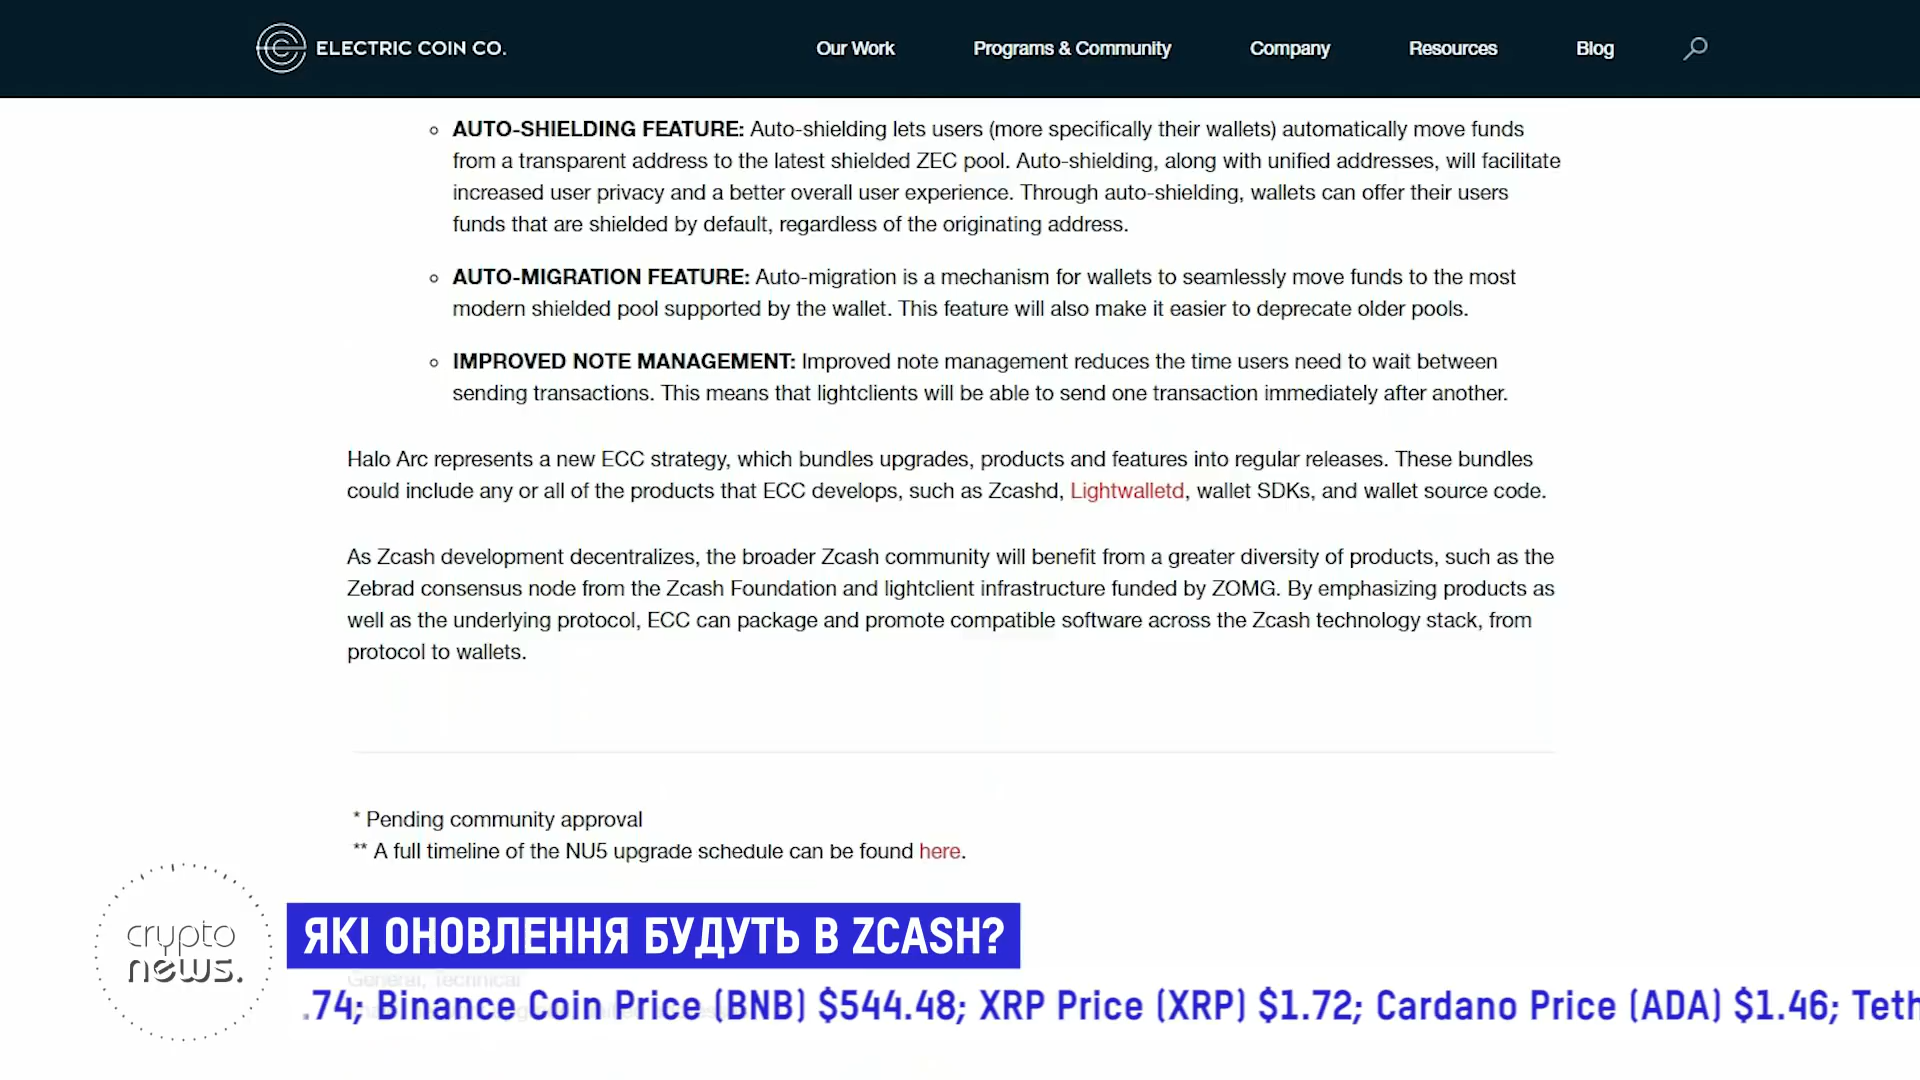 ELECTRIC COIN CO.
Our Work
Programs & Community
Company
Resources
Blog
AUTO-SHIELDING FEATURE: Auto-shielding lets users (more specifically their wallets) automatically move funds
from a transparent address to the latest shielded ZEC pool. Auto-shielding, along with unified addresses, will facilitate
increased user privacy and a better overall user experience. Through auto-shielding, wallets can offer their users
funds that are shielded by default, regardless of the originating address.
AUTO-MIGRATION FEATURE: Auto-migration is a mechanism for wallets to seamlessly move funds to the most
modern shielded pool supported by the wallet. This feature will also make it easier to deprecate older pools.
IMPROVED NOTE MANAGEMENT: Improved note management reduces the time users need to wait between
sending transactions. This means that lightclients will be able to send one transaction immediately after another.
Halo Arc represents a new ECC strategy, which bundles upgrades, products and features into regular releases. These bundles
could include any or all of the products that ECC develops, such as Zcashd, Lightwalletd, wallet SDKs, and wallet source code.
As Zcash development decentralizes, the broader Zcash community will benefit from a greater diversity of products, such as the
Zebrad consensus node from the Zcash Foundation and lightclient infrastructure funded by ZOMG. By emphasizing products as
well as the underlying protocol, ECC can package and promote compatible software across the Zcash technology stack, from
protocol to wallets.
* Pending community approval
** A full timeline of the NU5 upgrade schedule can be found here.
crypto
news.
ЯКІ ОНОВЛЕННЯ БУДУТЬ В ZCASH?
General, Technical
.74; Binance Coin Price (BNB) $544.48; XRP Price (XRP) $1.72; Cardano Price (ADA) $1.46; Teth